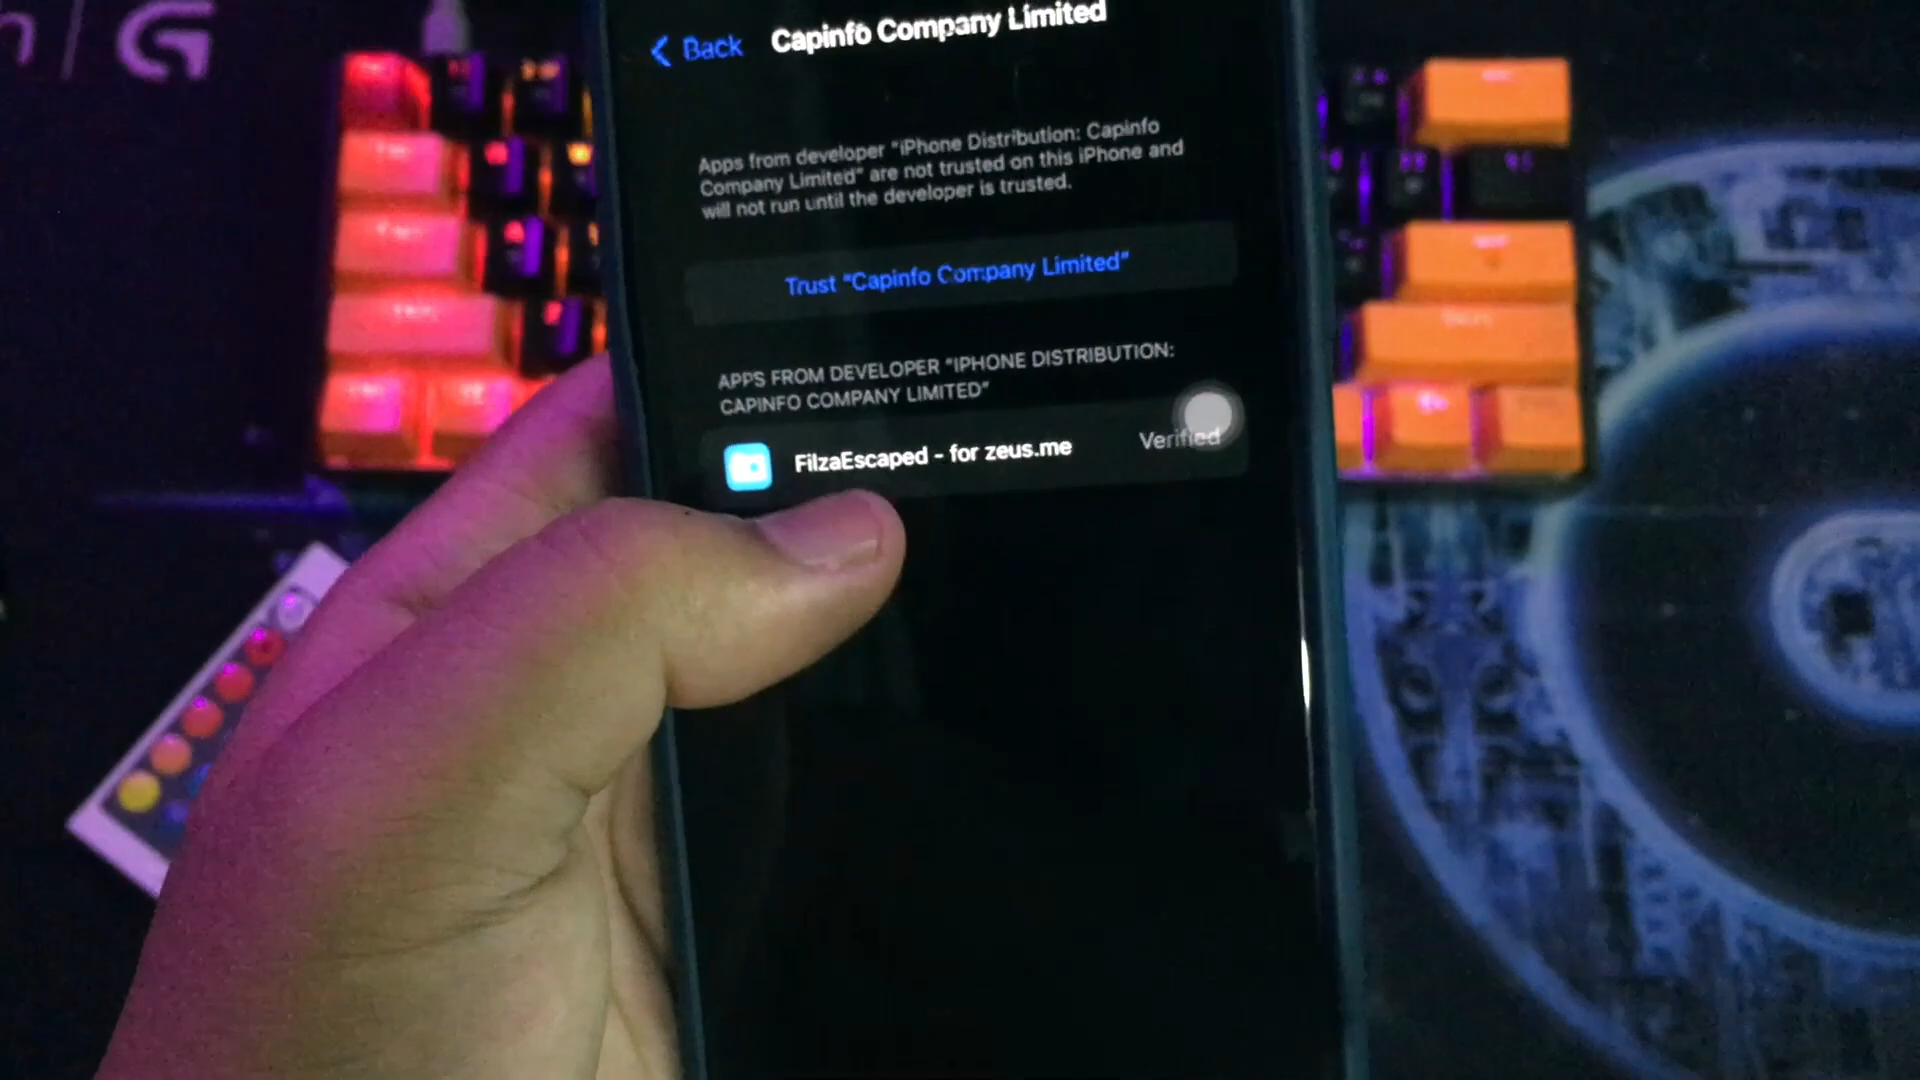 Back
Capinfo Company Limited
Apps from developer "iPhone Distribution: Capinfo
Company Limited" are not trusted on this iPhone and
will not run until the developer is trusted.
Trust "Capinfo Company Limited"
APPS FROM DEVELOPER "IPHONE DISTRIBUTION:
CAPINFO COMPANY LIMITED"
FilzaEscaped - for zeus.me
Verified